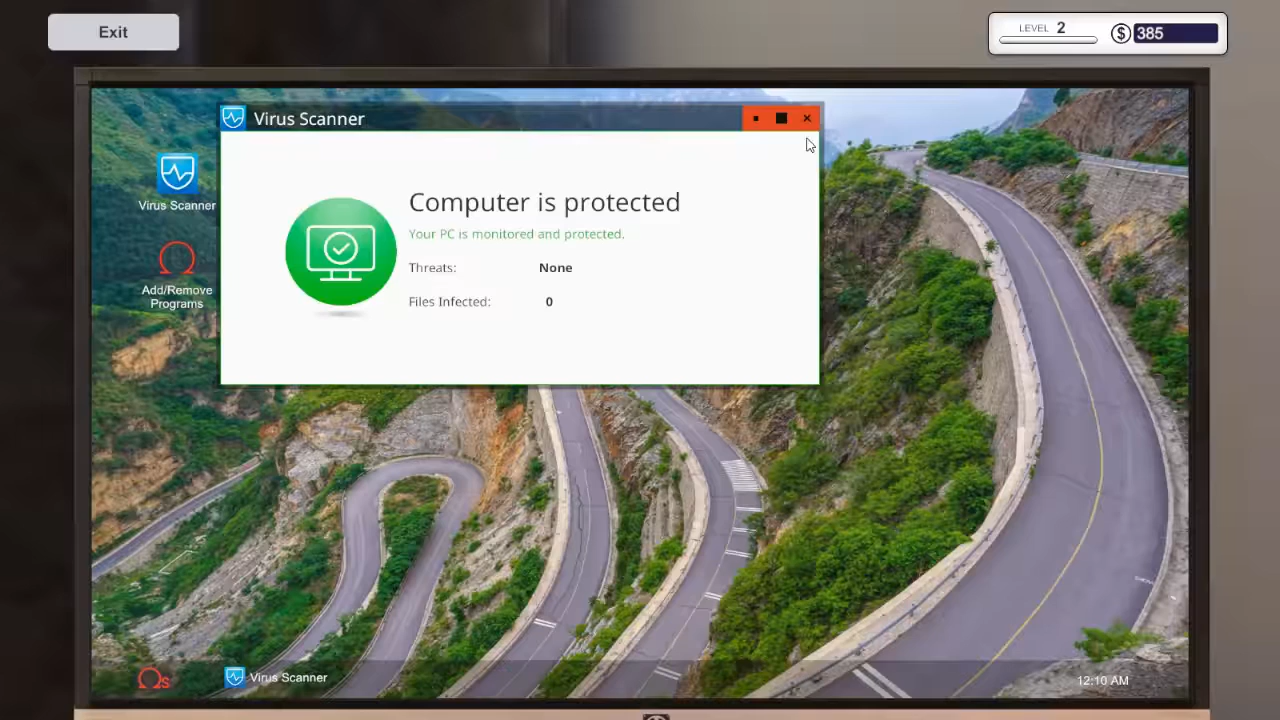 Exit
LEVEL 2
$ 385
Virus Scanner
Virus Scanner
Computer is protected
Your PC is monitored and protected.
Threats: None
Files Infected: 0
Add/Remove
Programs
Ωs
Virus Scanner
12:10 AM